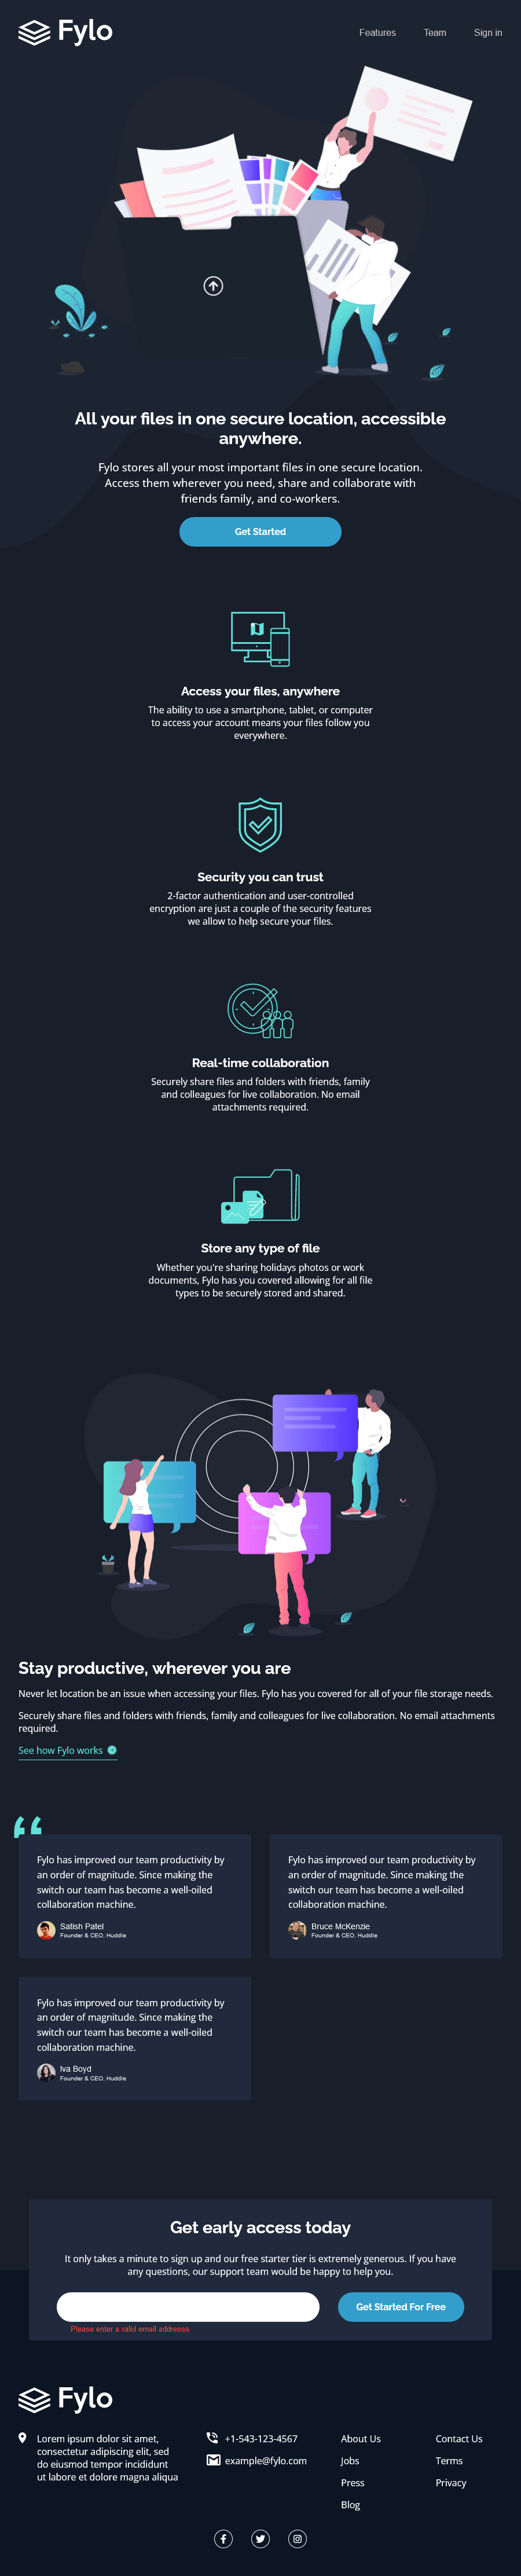 Fylo
Features Team Sign in
All your files in one secure location, accessible
anywhere.
Fylo stores all your most important files in one secure location.
Access them wherever you need, share and collaborate with
friends family, and co-workers.
Get Started
Access your files, anywhere
The ability to use a smartphone, tablet, or computer
to access your account means your files follow you
everywhere.
Security you can trust
2-factor authentication and user-controlled
encryption are just a couple of the security features
we allow to help secure your files.
Real-time collaboration
Securely share files and folders with friends, family
and colleagues for live collaboration. No email
attachments required.
Store any type of file
Whether you're sharing holidays photos or work
documents, Fylo has you covered allowing for all file
types to be securely stored and shared.
Stay productive, wherever you are
Never let location be an issue when accessing your files. Fylo has you covered for all of your file storage needs.
Securely share files and folders with friends, family and colleagues for live collaboration. No email attachments
required.
See how Fylo works
“
Fylo has improved our team productivity by
an order of magnitude. Since making the
switch our team has become a well-oiled
collaboration machine.
Satish Patel
Founder & CEO, Huddle
Fylo has improved our team productivity by
an order of magnitude. Since making the
switch our team has become a well-oiled
collaboration machine.
Bruce McKenzie
Founder & CEO, Huddle
Fylo has improved our team productivity by
an order of magnitude. Since making the
switch our team has become a well-oiled
collaboration machine.
Iva Boyd
Founder & CEO, Huddle
Get early access today
It only takes a minute to sign up and our free starter tier is extremely generous. If you have
any questions, our support team would be happy to help you.
Get Started For Free
Please enter a valid email addresss
Fylo
Lorem ipsum dolor sit amet,
consectetur adipiscing elit, sed
do eiusmod tempor incididunt
ut labore et dolore magna aliqua
+1-543-123-4567
example@fylo.com
About Us
Jobs
Press
Blog
Contact Us
Terms
Privacy